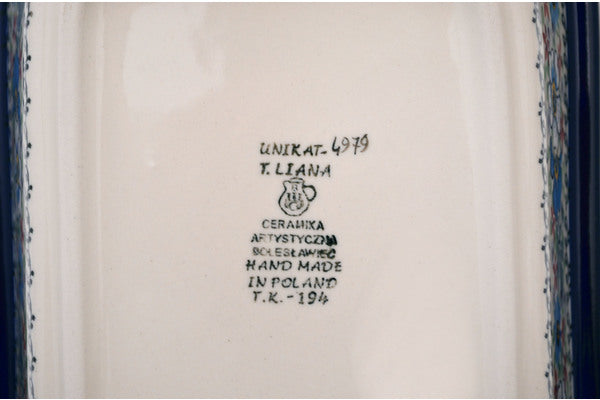 UNIKAT-4979
T. LIANA
CERAMIKA
ARTYSTYCZNA
BOLESŁAWIEC
HAND MADE
IN POLAND
T.K.-194